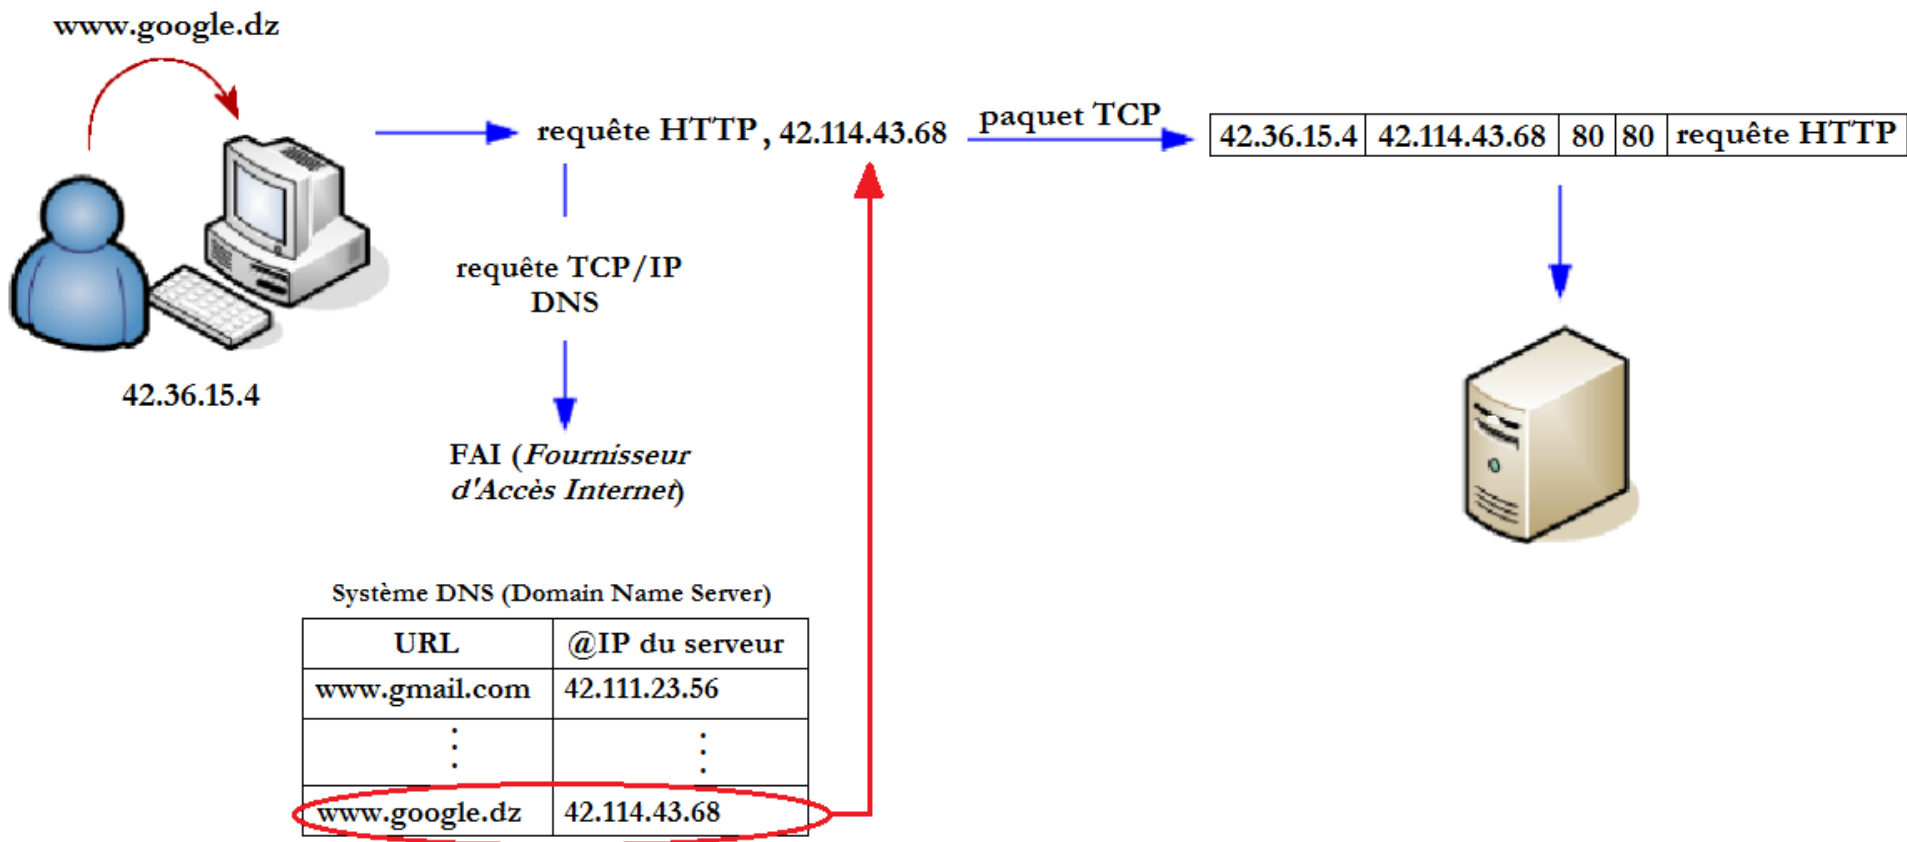 www.google.dz
requête HTTP, 42.114.43.68
paquet TCP
42.36.15.4 42.114.43.68 80 80 requête HTTP
requête TCP/IP
DNS
42.36.15.4
FAI (Fournisseur
d'Accès Internet)
Système DNS (Domain Name Server)
URL @IP du serveur
www.gmail.com 42.111.23.56
www.google.dz 42.114.43.68